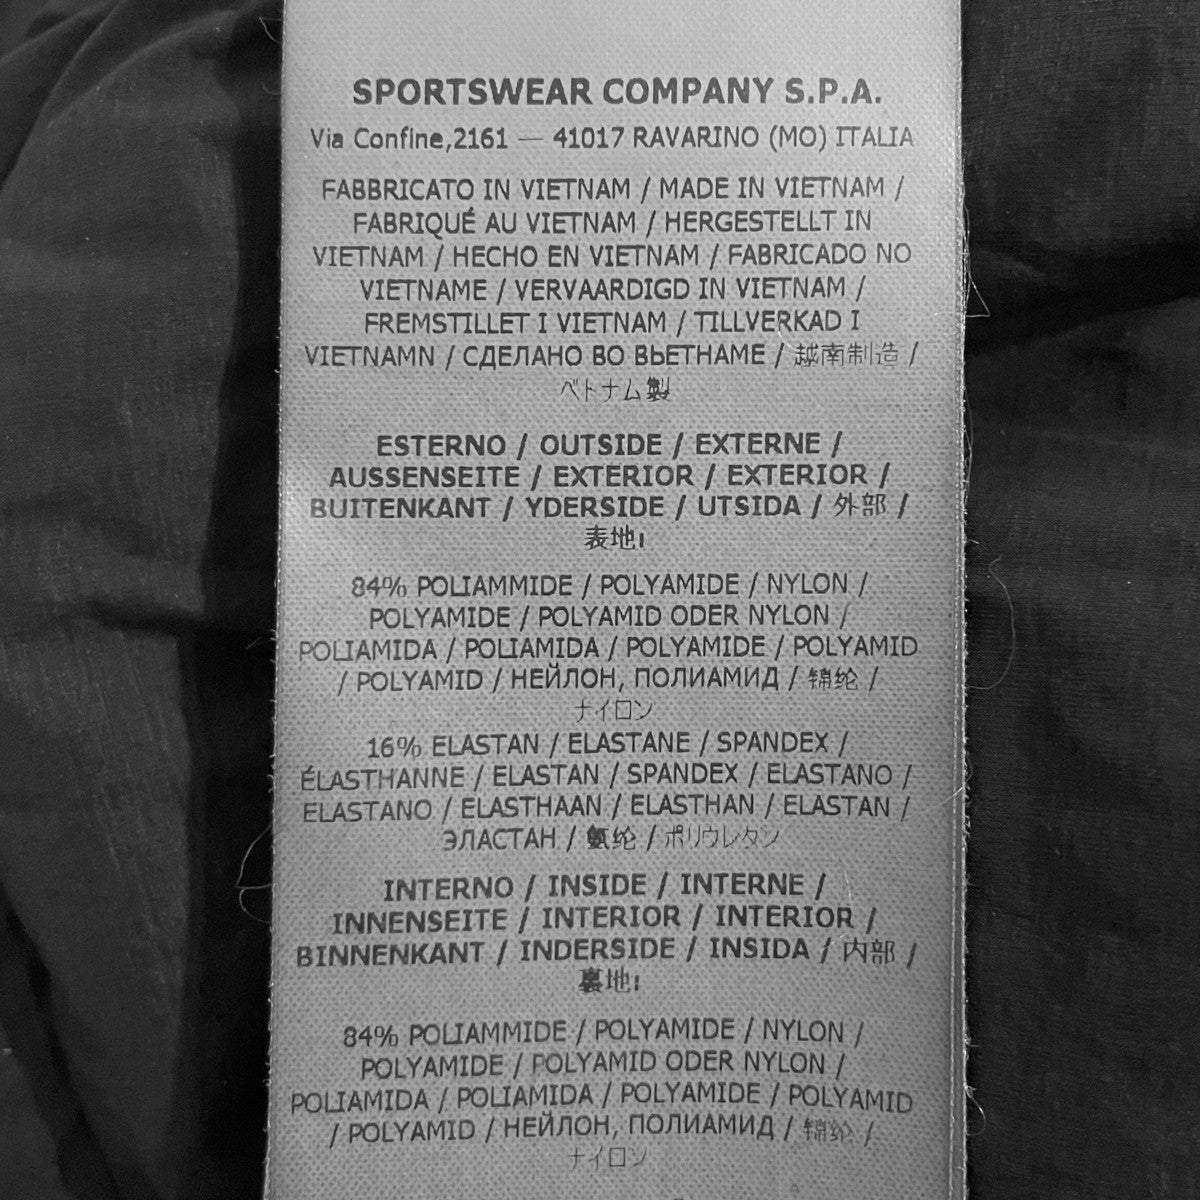 SPORTSWEAR COMPANY S.P.A.
Via Confine,2161 — 41017 RAVARINO (MO) ITALIA
FABBRICATO IN VIETNAM / MADE IN VIETNAM /
FABRIQUÉ AU VIETNAM / HERGESTELLT IN
VIETNAM / HECHO EN VIETNAM / FABRICADO NO
VIETNAME / VERVAARDIGD IN VIETNAM /
FREMSTILLET I VIETNAM / TILLVERKAD I
VIETNAMN / СДЕЛАНО ВО ВЬЕТНАМЕ / 越南制造 /
ベトナム製
ESTERNO / OUTSIDE / EXTERNE /
AUSSENSEITE / EXTERIOR / EXTERIOR /
BUITENKANT / YDERSIDE / UTSIDA / 外部 /
表地:
84% POLIAMMIDE / POLYAMIDE / NYLON /
POLYAMIDE / POLYAMID ODER NYLON /
POLIAMIDA / POLIAMIDA / POLYAMIDE / POLYAMID
/ POLYAMID / НЕЙЛОН, ПОЛИАМИД / 锦纶 /
ナイロン
16% ELASTAN / ELASTANE / SPANDEX /
ÉLASTHANNE / ELASTAN / SPANDEX / ELASTANO /
ELASTANO / ELASTHAAN / ELASTHAN / ELASTAN /
ЭЛАСТАН / 氨纶 / ポリウレタン
INTERNO / INSIDE / INTERNE /
INNENSEITE / INTERIOR / INTERIOR /
BINNENKANT / INDERSIDE / INSIDA / 内部 /
裏地:
84% POLIAMMIDE / POLYAMIDE / NYLON /
POLYAMIDE / POLYAMID ODER NYLON /
POLIAMIDA / POLIAMIDA / POLYAMIDE / POLYAMID
/ POLYAMID / НЕЙЛОН, ПОЛИАМИД / 锦纶 /
ナイロン